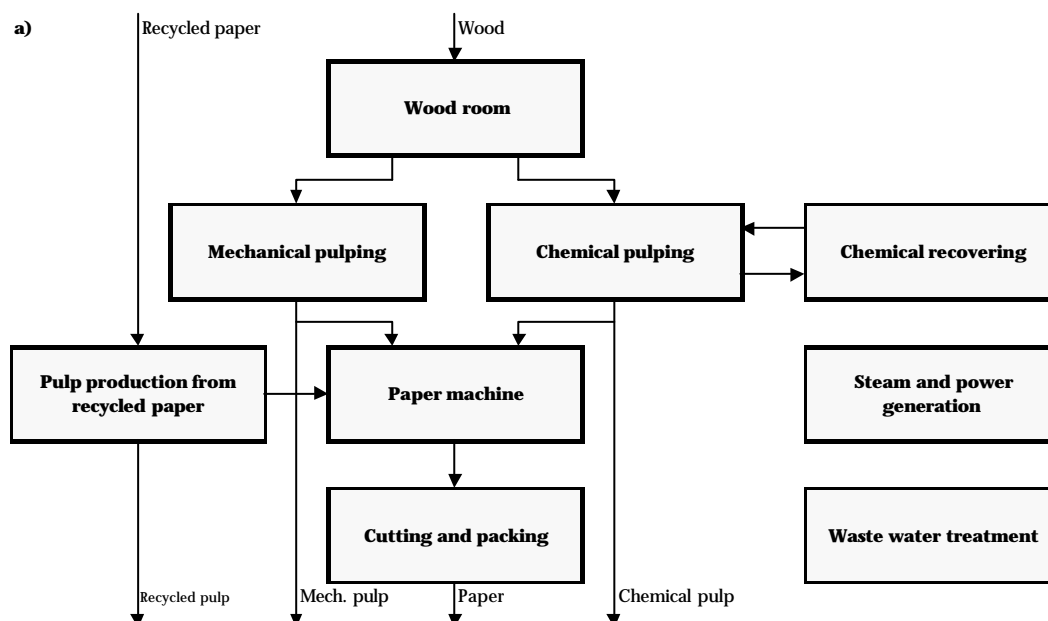 a)
Recycled paper
Wood
Wood room
Mechanical pulping
Chemical pulping
Chemical recovering
Pulp production from
recycled paper
Paper machine
Steam and power
generation
Cutting and packing
Waste water treatment
Recycled pulp
Mech. pulp
Paper
Chemical pulp